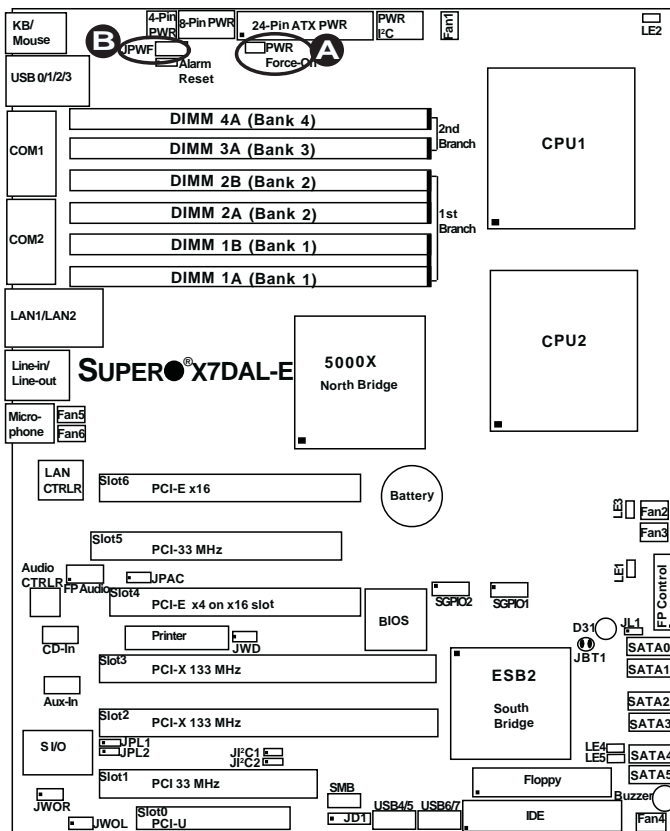 KB/
Mouse
4-Pin
PWR
8-Pin PWR
24-Pin ATX PWR
PWR
I²C
Fan1
LE2
B
JPWF
Alarm
Reset
PWR
Force-On
A
USB 0/1/2/3
COM1
COM2
DIMM 4A (Bank 4)
DIMM 3A (Bank 3)
DIMM 2B (Bank 2)
DIMM 2A (Bank 2)
DIMM 1B (Bank 1)
DIMM 1A (Bank 1)
2nd
Branch
1st
Branch
CPU1
CPU2
LAN1/LAN2
Line-in/
Line-out
SUPER●®X7DAL-E
5000X
North Bridge
Micro-
phone
Fan5
Fan6
LAN
CTRLR
Slot6
PCI-E x16
Battery
LE3
Fan2
Fan3
Slot5
PCI-33 MHz
Audio
CTRLR
FP Audio
JPAC
LE1
FP Control
Slot4
PCI-E x4 on x16 slot
BIOS
SGPIO2
SGPIO1
CD-In
Printer
JWD
D31
JL1
JBT1
SATA0
SATA1
SATA2
SATA3
SATA4
SATA5
Slot3
PCI-X 133 MHz
ESB2
South
Bridge
Aux-In
Slot2
PCI-X 133 MHz
S I/O
JPL1
JPL2
JI²C1
JI²C2
LE4
LE5
Slot1
PCI 33 MHz
SMB
Floppy
Buzzer
JWOR
JWOL
Slot0
PCI-U
JD1
USB4/5
USB6/7
IDE
Fan4